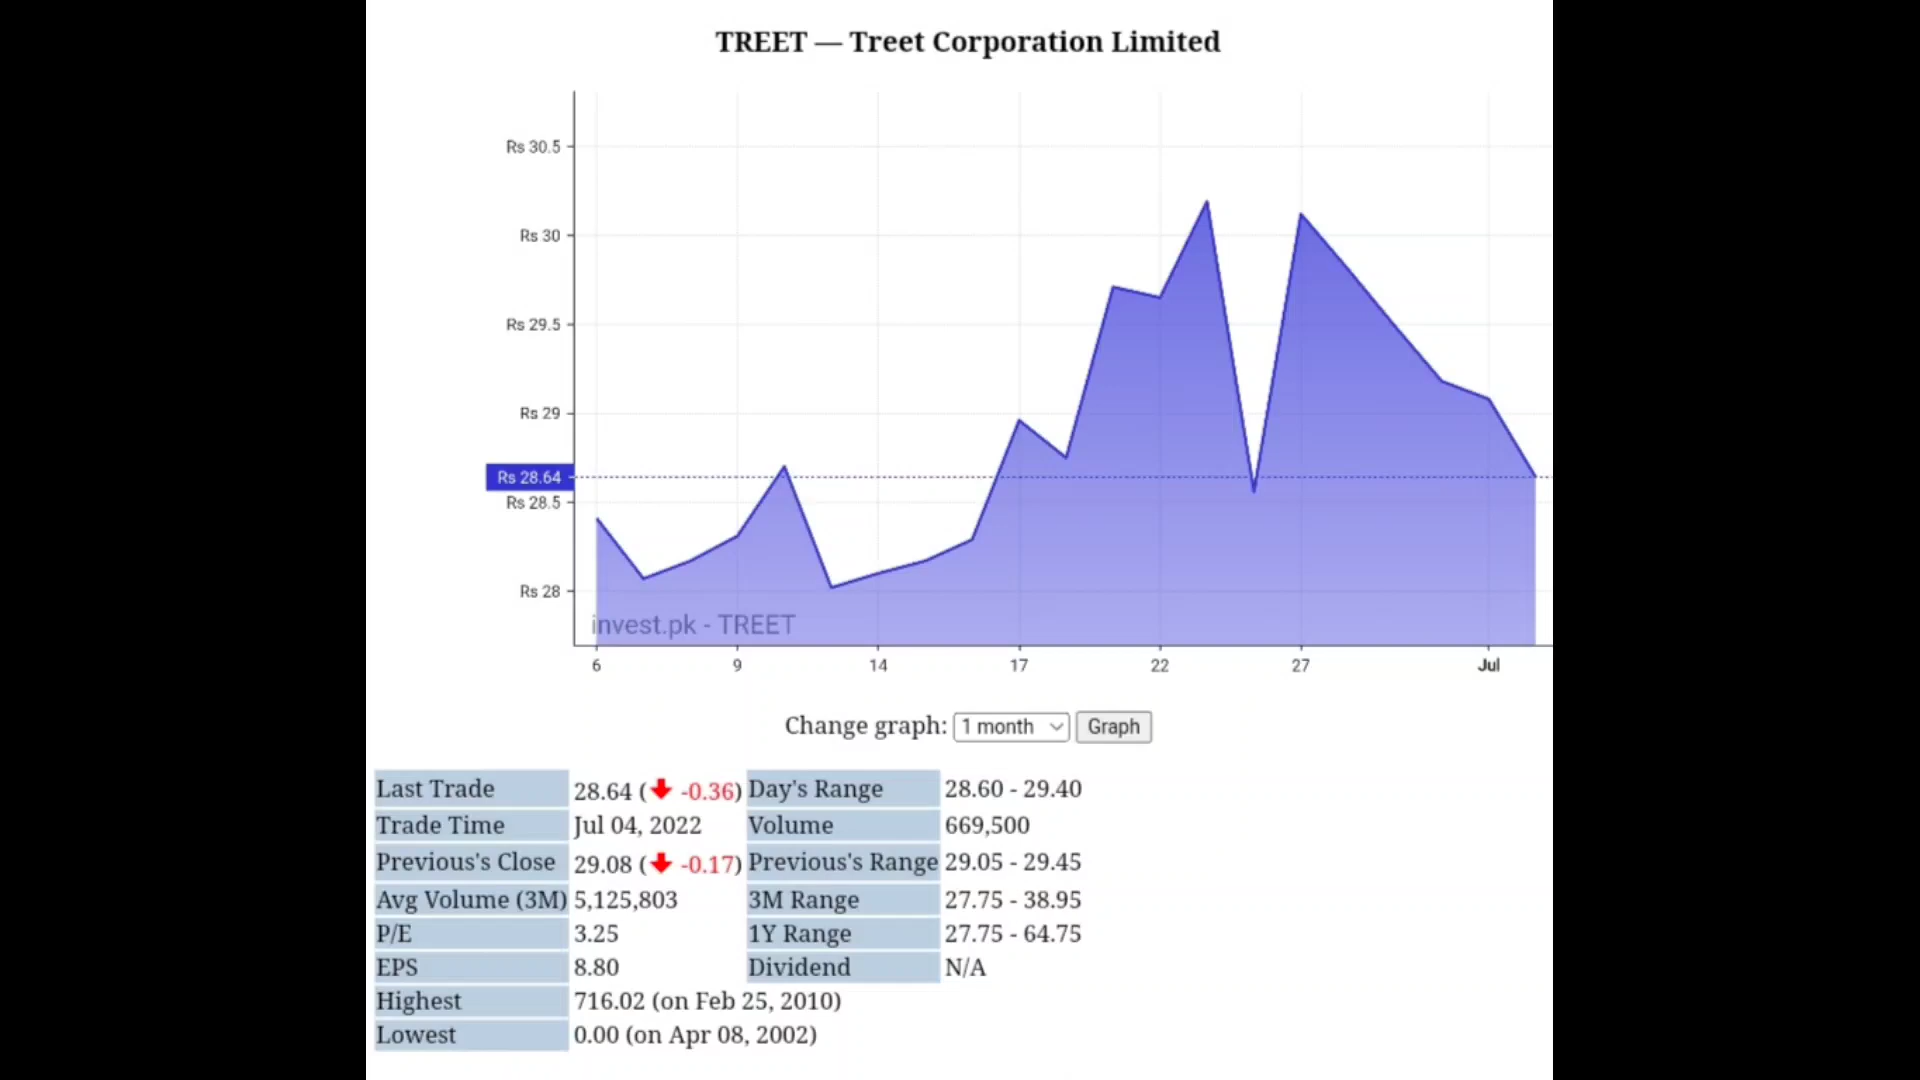 TREET — Treet Corporation Limited
Rs 30.5
Rs 30
Rs 29.5
Rs 29
Rs 28.64
Rs 28.5
Rs 28
invest.pk - TREET
6 9 14 17 22 27 Jul
Change graph: 1 month Graph
Last Trade 28.64 ( -0.36) Day's Range 28.60 - 29.40
Trade Time Jul 04, 2022 Volume 669,500
Previous's Close 29.08 ( -0.17) Previous's Range 29.05 - 29.45
Avg Volume (3M) 5,125,803 3M Range 27.75 - 38.95
P/E 3.25 1Y Range 27.75 - 64.75
EPS 8.80 Dividend N/A
Highest 716.02 (on Feb 25, 2010)
Lowest 0.00 (on Apr 08, 2002)